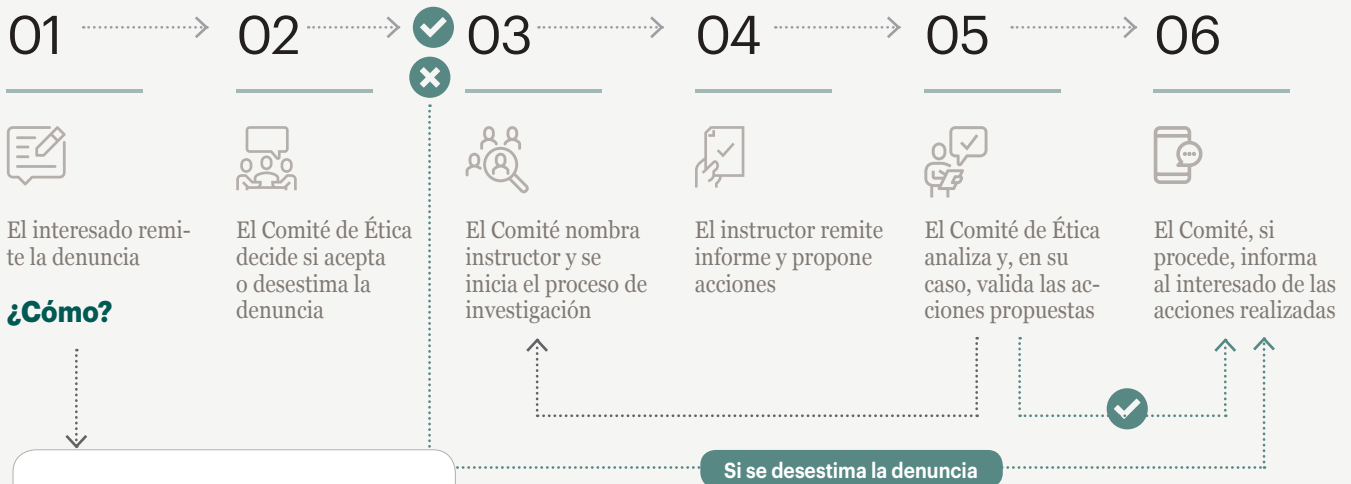 01
El interesado remi-
te la denuncia
¿Cómo?
02
El Comité de Ética
decide si acepta
o desestima la
denuncia
03
El Comité nombra
instructor y se
inicia el proceso de
investigación
04
El instructor remite
informe y propone
acciones
05
El Comité de Ética
analiza y, en su
caso, valida las ac-
ciones propuestas
06
El Comité, si
procede, informa
al interesado de las
acciones realizadas
Si se desestima la denuncia